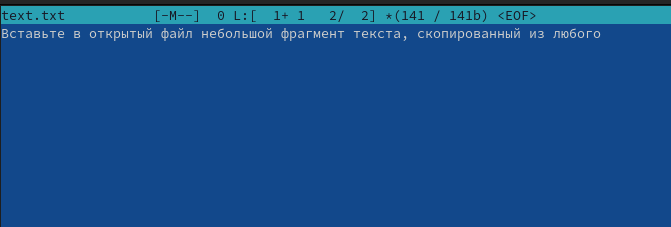 text.txt [-M--] 0 L:[ 1+ 1 2/ 2] *(141 / 141b) <EOF>
Вставьте в открытый файл небольшой фрагмент текста, скопированный из любого